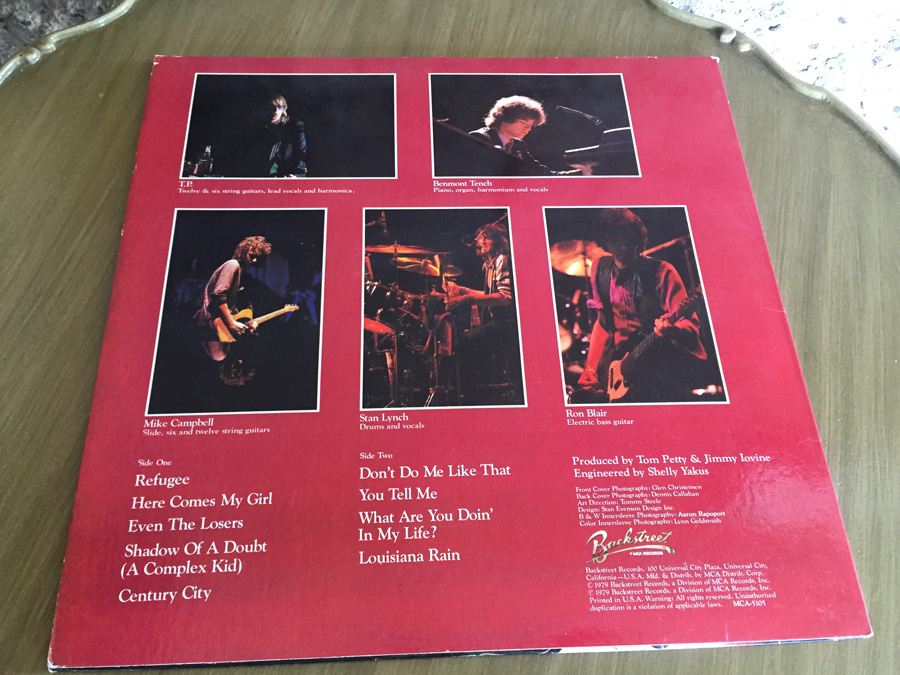 T.P.
Twelve & six string guitars, lead vocals and harmonica,
Benmont Tench
Piano, organ, harmonium and vocals
Mike Campbell
Slide, six and twelve string guitars
Stan Lynch
Drums and vocals
Ron Blair
Electric bass guitar
Side One
Refugee
Here Comes My Girl
Even The Losers
Shadow Of A Doubt
(A Complex Kid)
Century City
Side Two
Don't Do Me Like That
You Tell Me
What Are You Doin'
In My Life?
Louisiana Rain
Produced by Tom Petty & Jimmy Iovine
Engineered by Shelly Yakus
Front Cover Photography: Glen Christensen
Back Cover Photography: Dennis Callahan
Art Direction: Tommy Steele
Design: Stan Evenson Design Inc.
B & W Innersleeve Photography: Aaron Rapoport
Color Innersleeve Photography: Lynn Goldsmith
Backstreet
MCA RECORDS
Backstreet Records, 100 Universal City Plaza, Universal City,
California—U.S.A. Mfd. & Distrib. by MCA Distrib. Corp.
© 1979 Backstreet Records, a Division of MCA Records, Inc.
℗ 1979 Backstreet Records, a Division of MCA Records, Inc.
Printed in U.S.A. Warning: All rights reserved. Unauthorized
duplication is a violation of applicable laws. MCA-5105